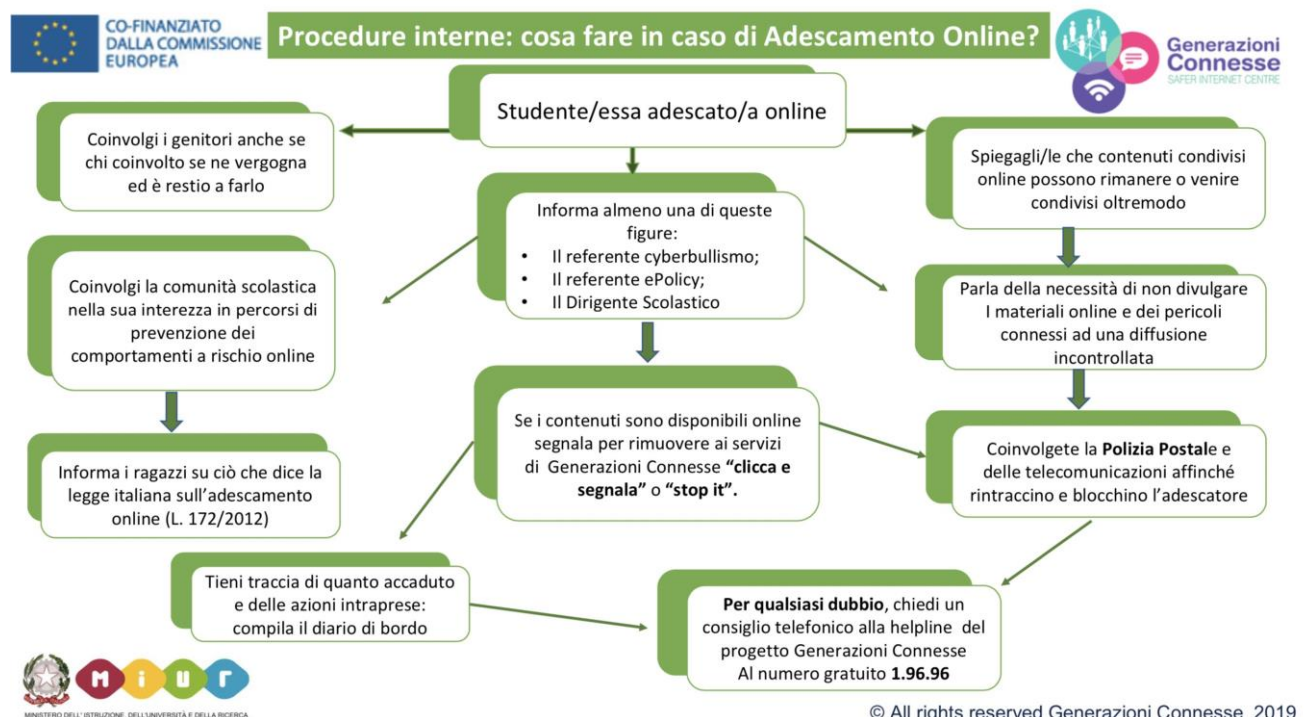 CO-FINANZIATO
DALLA COMMISSIONE
EUROPEA
Procedure interne: cosa fare in caso di Adescamento Online?
Generazioni
Connesse
SAFER INTERNET CENTRE
Studente/essa adescato/a online
Coinvolgi i genitori anche se
chi coinvolto se ne vergogna
ed è restio a farlo
Spiegagli/le che contenuti condivisi
online possono rimanere o venire
condivisi oltremodo
Informa almeno una di queste
figure:
• Il referente cyberbullismo;
• Il referente ePolicy;
• Il Dirigente Scolastico
Coinvolgi la comunità scolastica
nella sua interezza in percorsi di
prevenzione dei
comportamenti a rischio online
Parla della necessità di non divulgare
I materiali online e dei pericoli
connessi ad una diffusione
incontrollata
Se i contenuti sono disponibili online
segnala per rimuovere ai servizi
di Generazioni Connesse “clicca e
segnala” o “stop it”.
Informa i ragazzi su ciò che dice la
legge italiana sull’adescamento
online (L. 172/2012)
Coinvolgete la Polizia Postale e
delle telecomunicazioni affinché
rintraccino e blocchino l’adescatore
Tieni traccia di quanto accaduto
e delle azioni intraprese:
compila il diario di bordo
Per qualsiasi dubbio, chiedi un
consiglio telefonico alla helpline del
progetto Generazioni Connesse
Al numero gratuito 1.96.96
MIUR
MINISTERO DELL'ISTRUZIONE, DELL'UNIVERSITÀ E DELLA RICERCA
© All rights reserved Generazioni Connesse, 2019